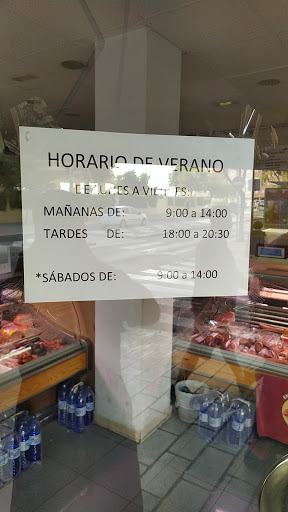 HORARIO DE VERANO
DE LUNES A VIERNES:
MAÑANAS DE: 9:00 a 14:00
TARDES DE: 18:00 a 20:30
*SÁBADOS DE: 9:00 a 14:00